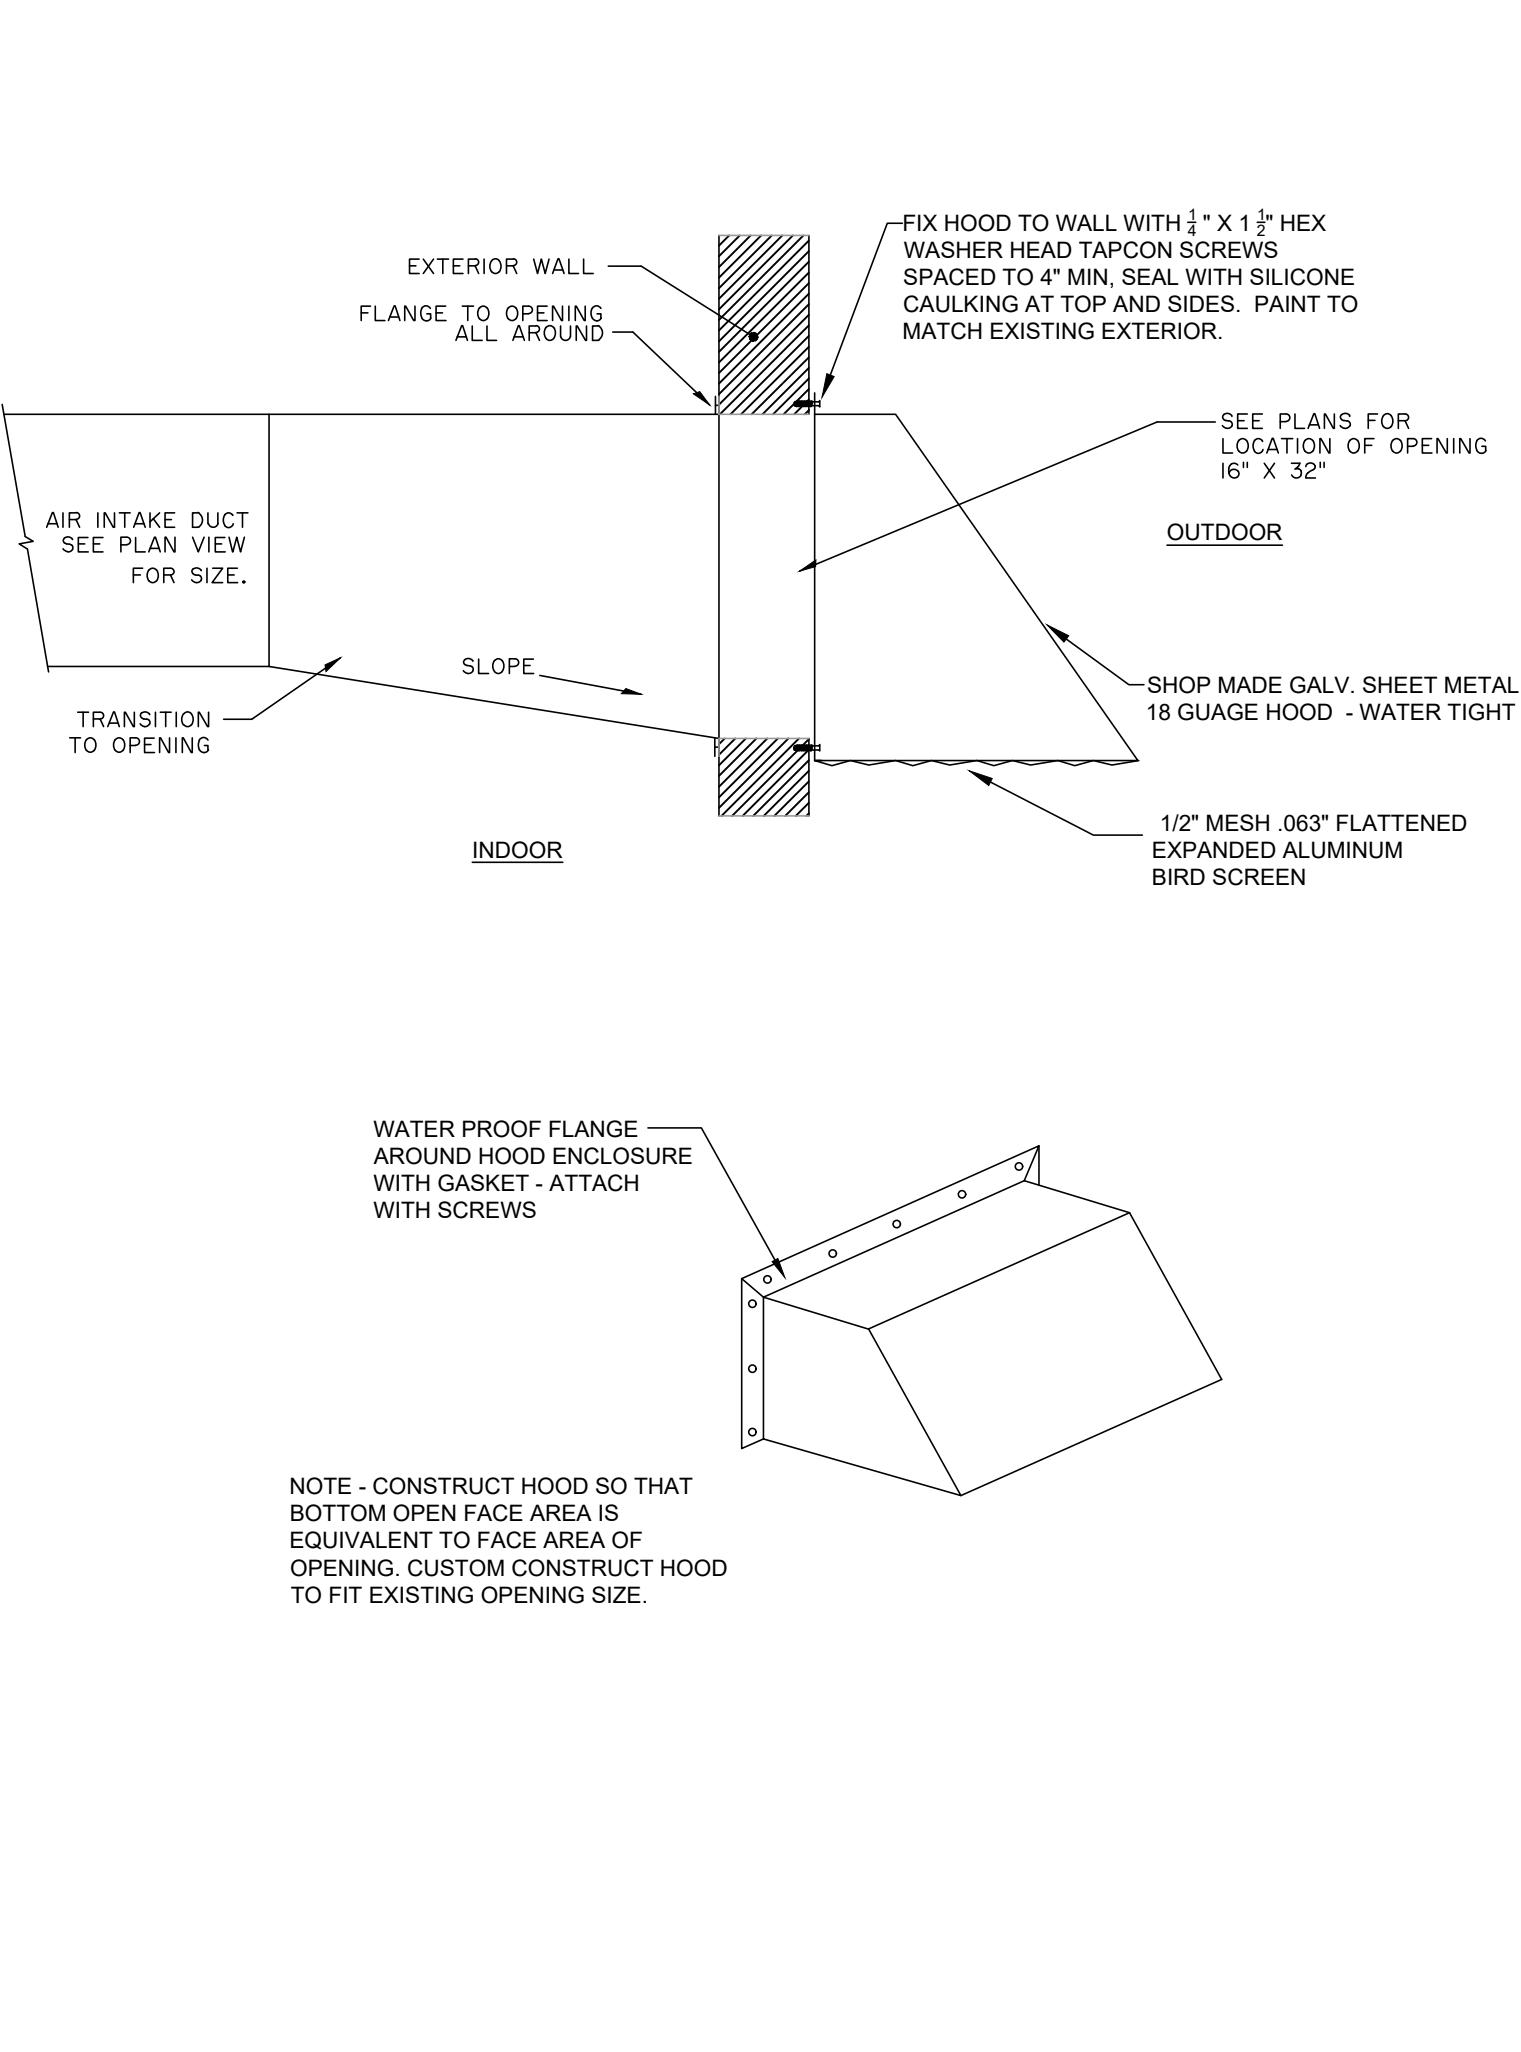 FIX HOOD TO WALL WITH 1/4 " X 1 1/2" HEX
WASHER HEAD TAPCON SCREWS
SPACED TO 4" MIN, SEAL WITH SILICONE
CAULKING AT TOP AND SIDES. PAINT TO
MATCH EXISTING EXTERIOR.
EXTERIOR WALL
FLANGE TO OPENING
ALL AROUND
SEE PLANS FOR
LOCATION OF OPENING
16" X 32"
AIR INTAKE DUCT
SEE PLAN VIEW
FOR SIZE.
OUTDOOR
SLOPE
TRANSITION
TO OPENING
SHOP MADE GALV. SHEET METAL
18 GUAGE HOOD - WATER TIGHT
INDOOR
1/2" MESH .063" FLATTENED
EXPANDED ALUMINUM
BIRD SCREEN
WATER PROOF FLANGE
AROUND HOOD ENCLOSURE
WITH GASKET - ATTACH
WITH SCREWS
NOTE - CONSTRUCT HOOD SO THAT
BOTTOM OPEN FACE AREA IS
EQUIVALENT TO FACE AREA OF
OPENING. CUSTOM CONSTRUCT HOOD
TO FIT EXISTING OPENING SIZE.